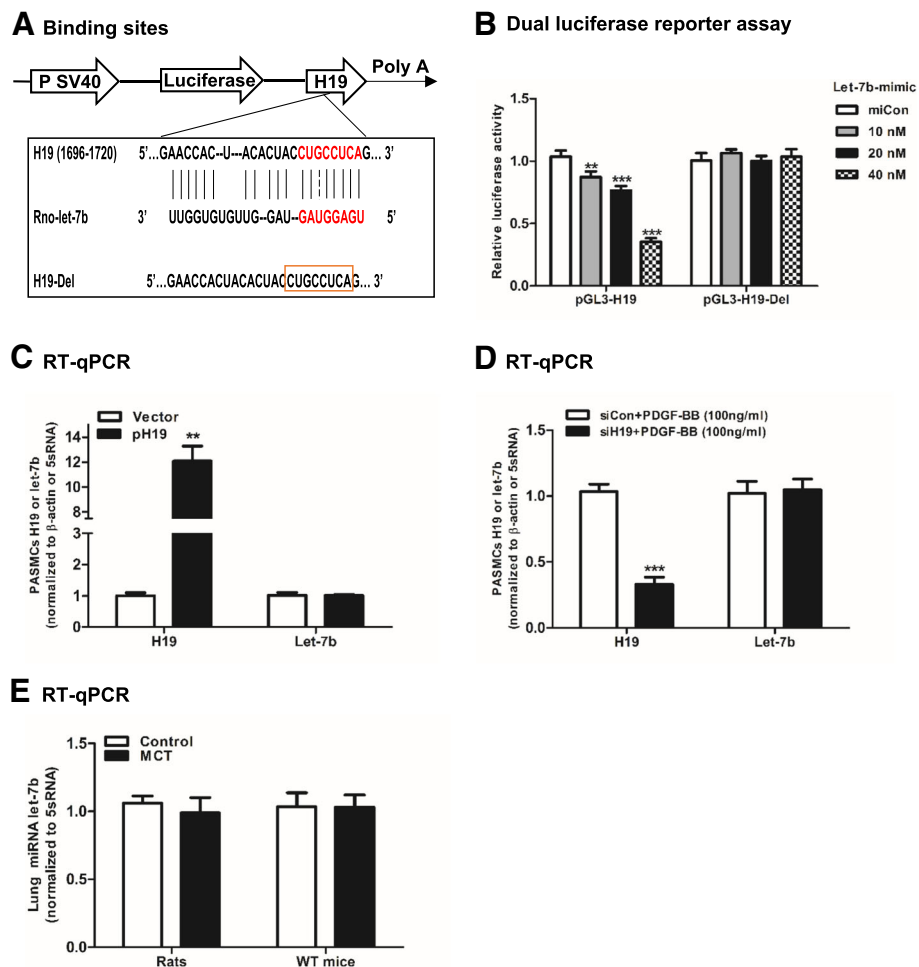 A Binding sites
P SV40
Luciferase
H19
Poly A
H19 (1696-1720) 5'...GAACCAC--U---ACACUACCUGCCUCAG... 3'
Rno-let-7b 3' UUGGUGUGUUG--GAU--GAUGGAGU 5'
H19-Del 5'...GAACCACUACACUACCUGCCUCAG... 3'
B Dual luciferase reporter assay
Let-7b-mimic
miCon
10 nM
20 nM
40 nM
Relative luciferase activity
1.5
1.0
0.5
0.0
**
***
***
pGL3-H19
pGL3-H19-Del
C RT-qPCR
Vector
pH19
PASMCs H19 or let-7b
(normalized to β-actin or 5sRNA)
14
12
10
8
3
2
1
0
**
H19
Let-7b
D RT-qPCR
siCon+PDGF-BB (100ng/ml)
siH19+PDGF-BB (100ng/ml)
PASMCs H19 or let-7b
(normalized to β-actin or 5sRNA)
1.5
1.0
0.5
0.0
***
H19
Let-7b
E RT-qPCR
Control
MCT
Lung miRNA let-7b
(normalized to 5sRNA)
1.5
1.0
0.5
0.0
Rats
WT mice